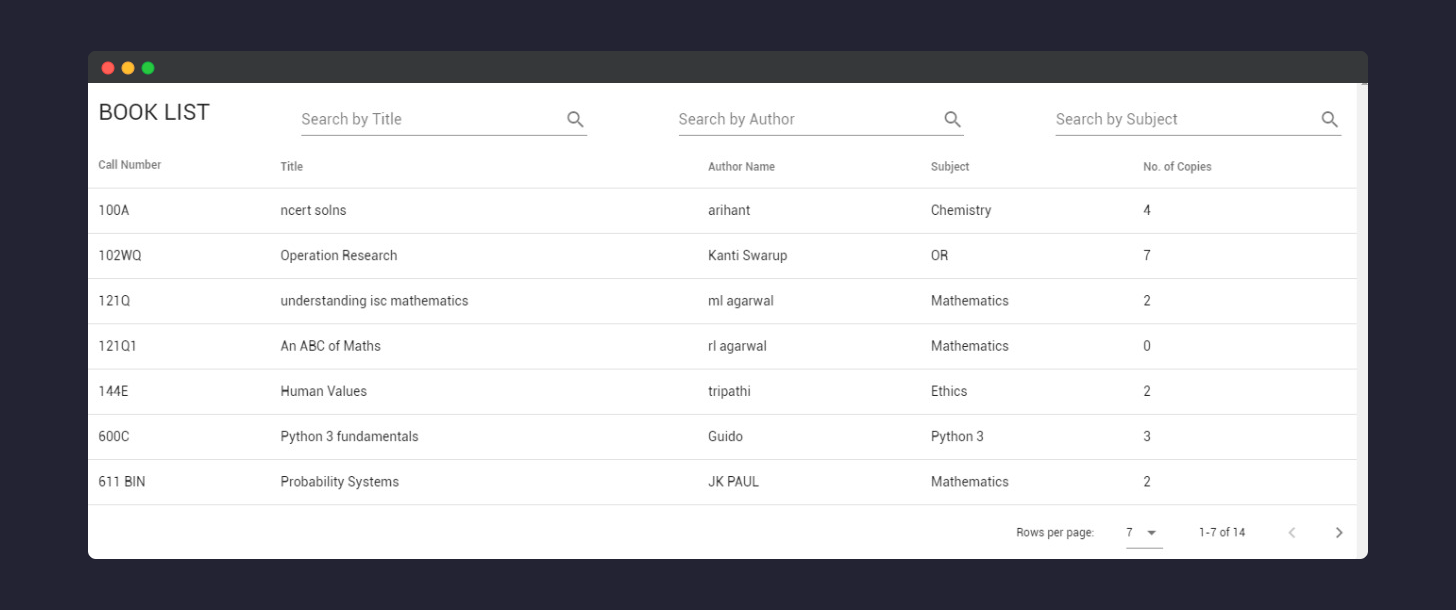 BOOK LIST Search by Title Search by Author Search by Subject
Call Number Title Author Name Subject No. of Copies
100A ncert solns arihant Chemistry 4
102WQ Operation Research Kanti Swarup OR 7
121Q understanding isc mathematics ml agarwal Mathematics 2
121Q1 An ABC of Maths rl agarwal Mathematics 0
144E Human Values tripathi Ethics 2
600C Python 3 fundamentals Guido Python 3 3
611 BIN Probability Systems JK PAUL Mathematics 2
Rows per page: 7 1-7 of 14